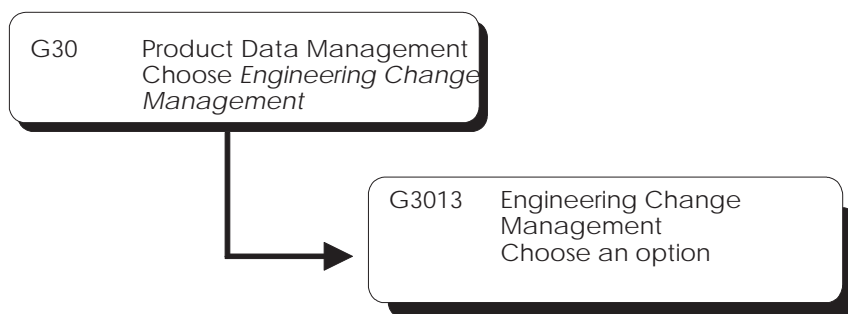 G30 Product Data Management
Choose Engineering Change
Management
G3013 Engineering Change
Management
Choose an option